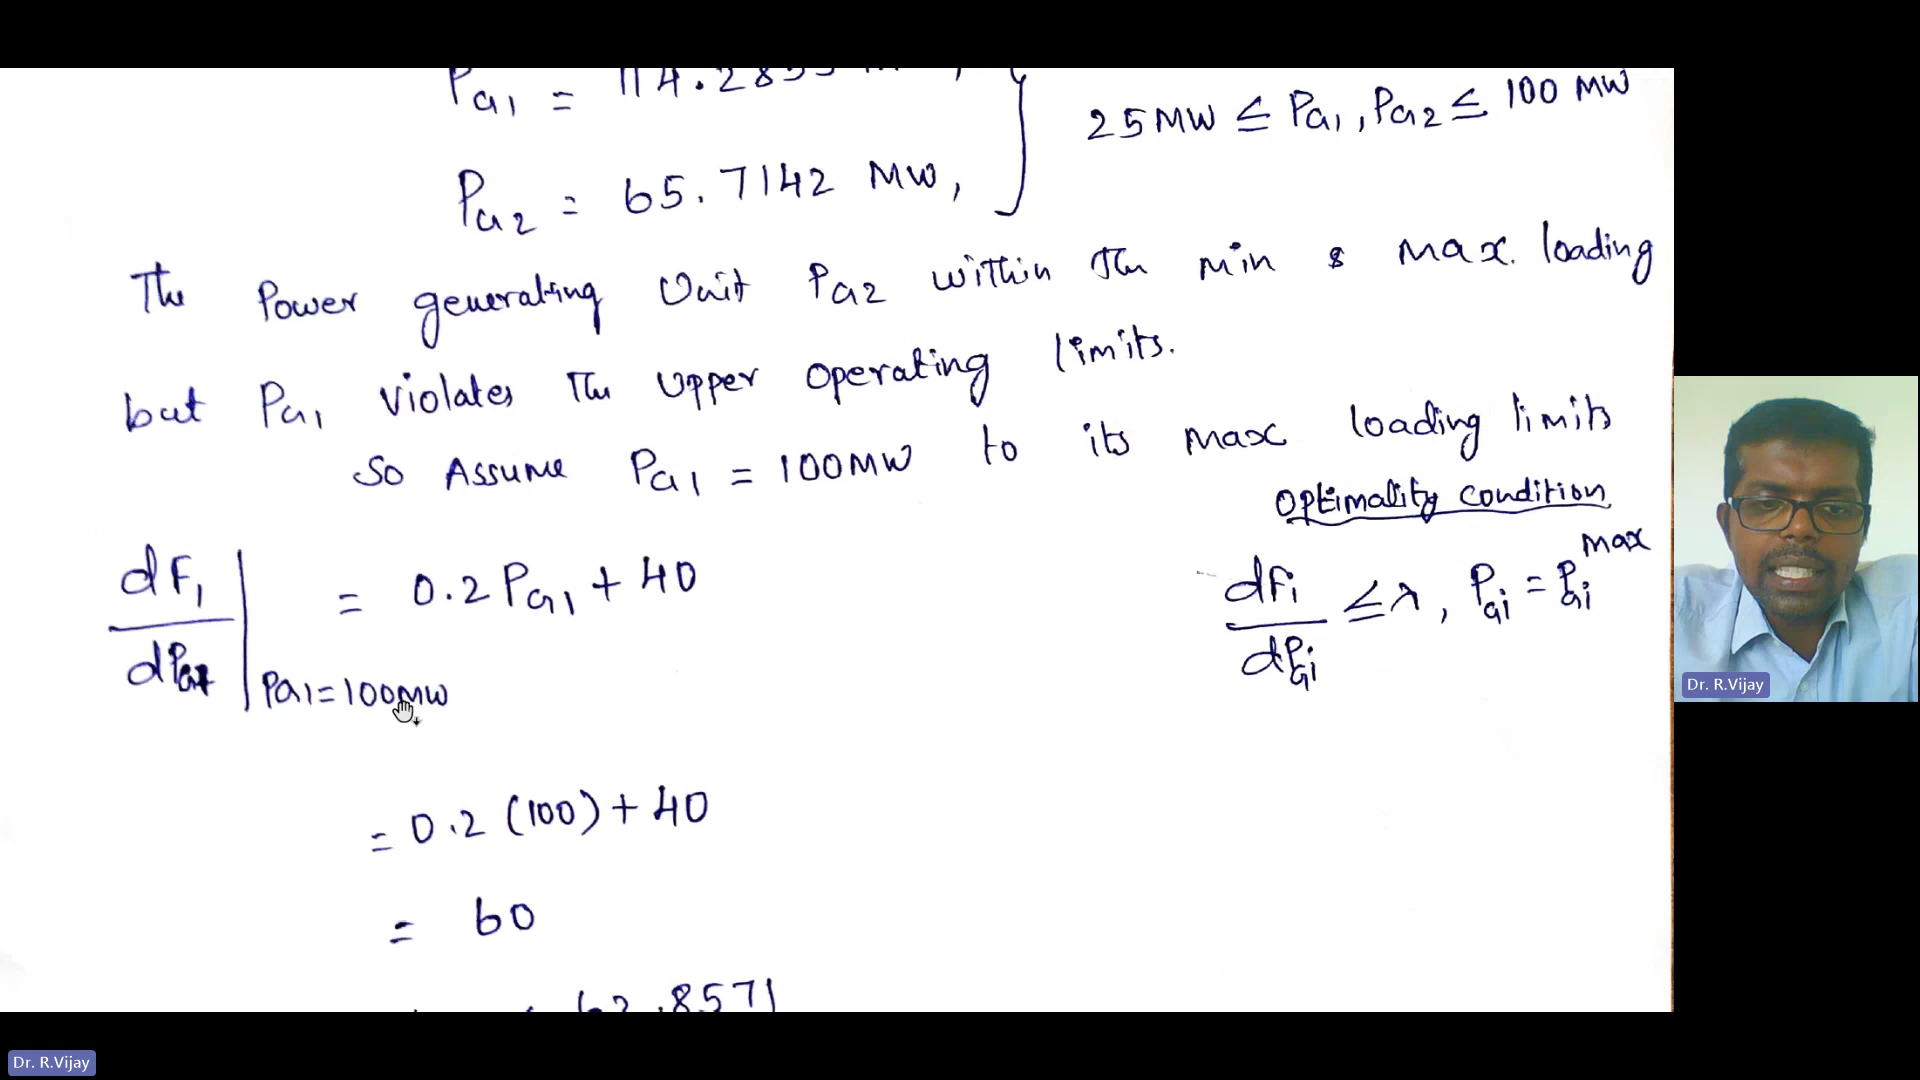 PG1 = 114.2855
25MW ≤ PG1, PG2 ≤ 100 MW
PG2 = 65.7142 MW,
The Power generating Unit PG2 within the min & max. loading
but PG1 violates the upper operating limits.
So Assume PG1 = 100MW to its max loading limits
Optimality condition
dF1/dPG1 | PG1=100MW = 0.2 PG1 + 40
dFi/dPGi ≤ λ, PGi = PGi max
= 0.2 (100) + 40
= 60
62.8571
Dr. R.Vijay
Dr. R.Vijay